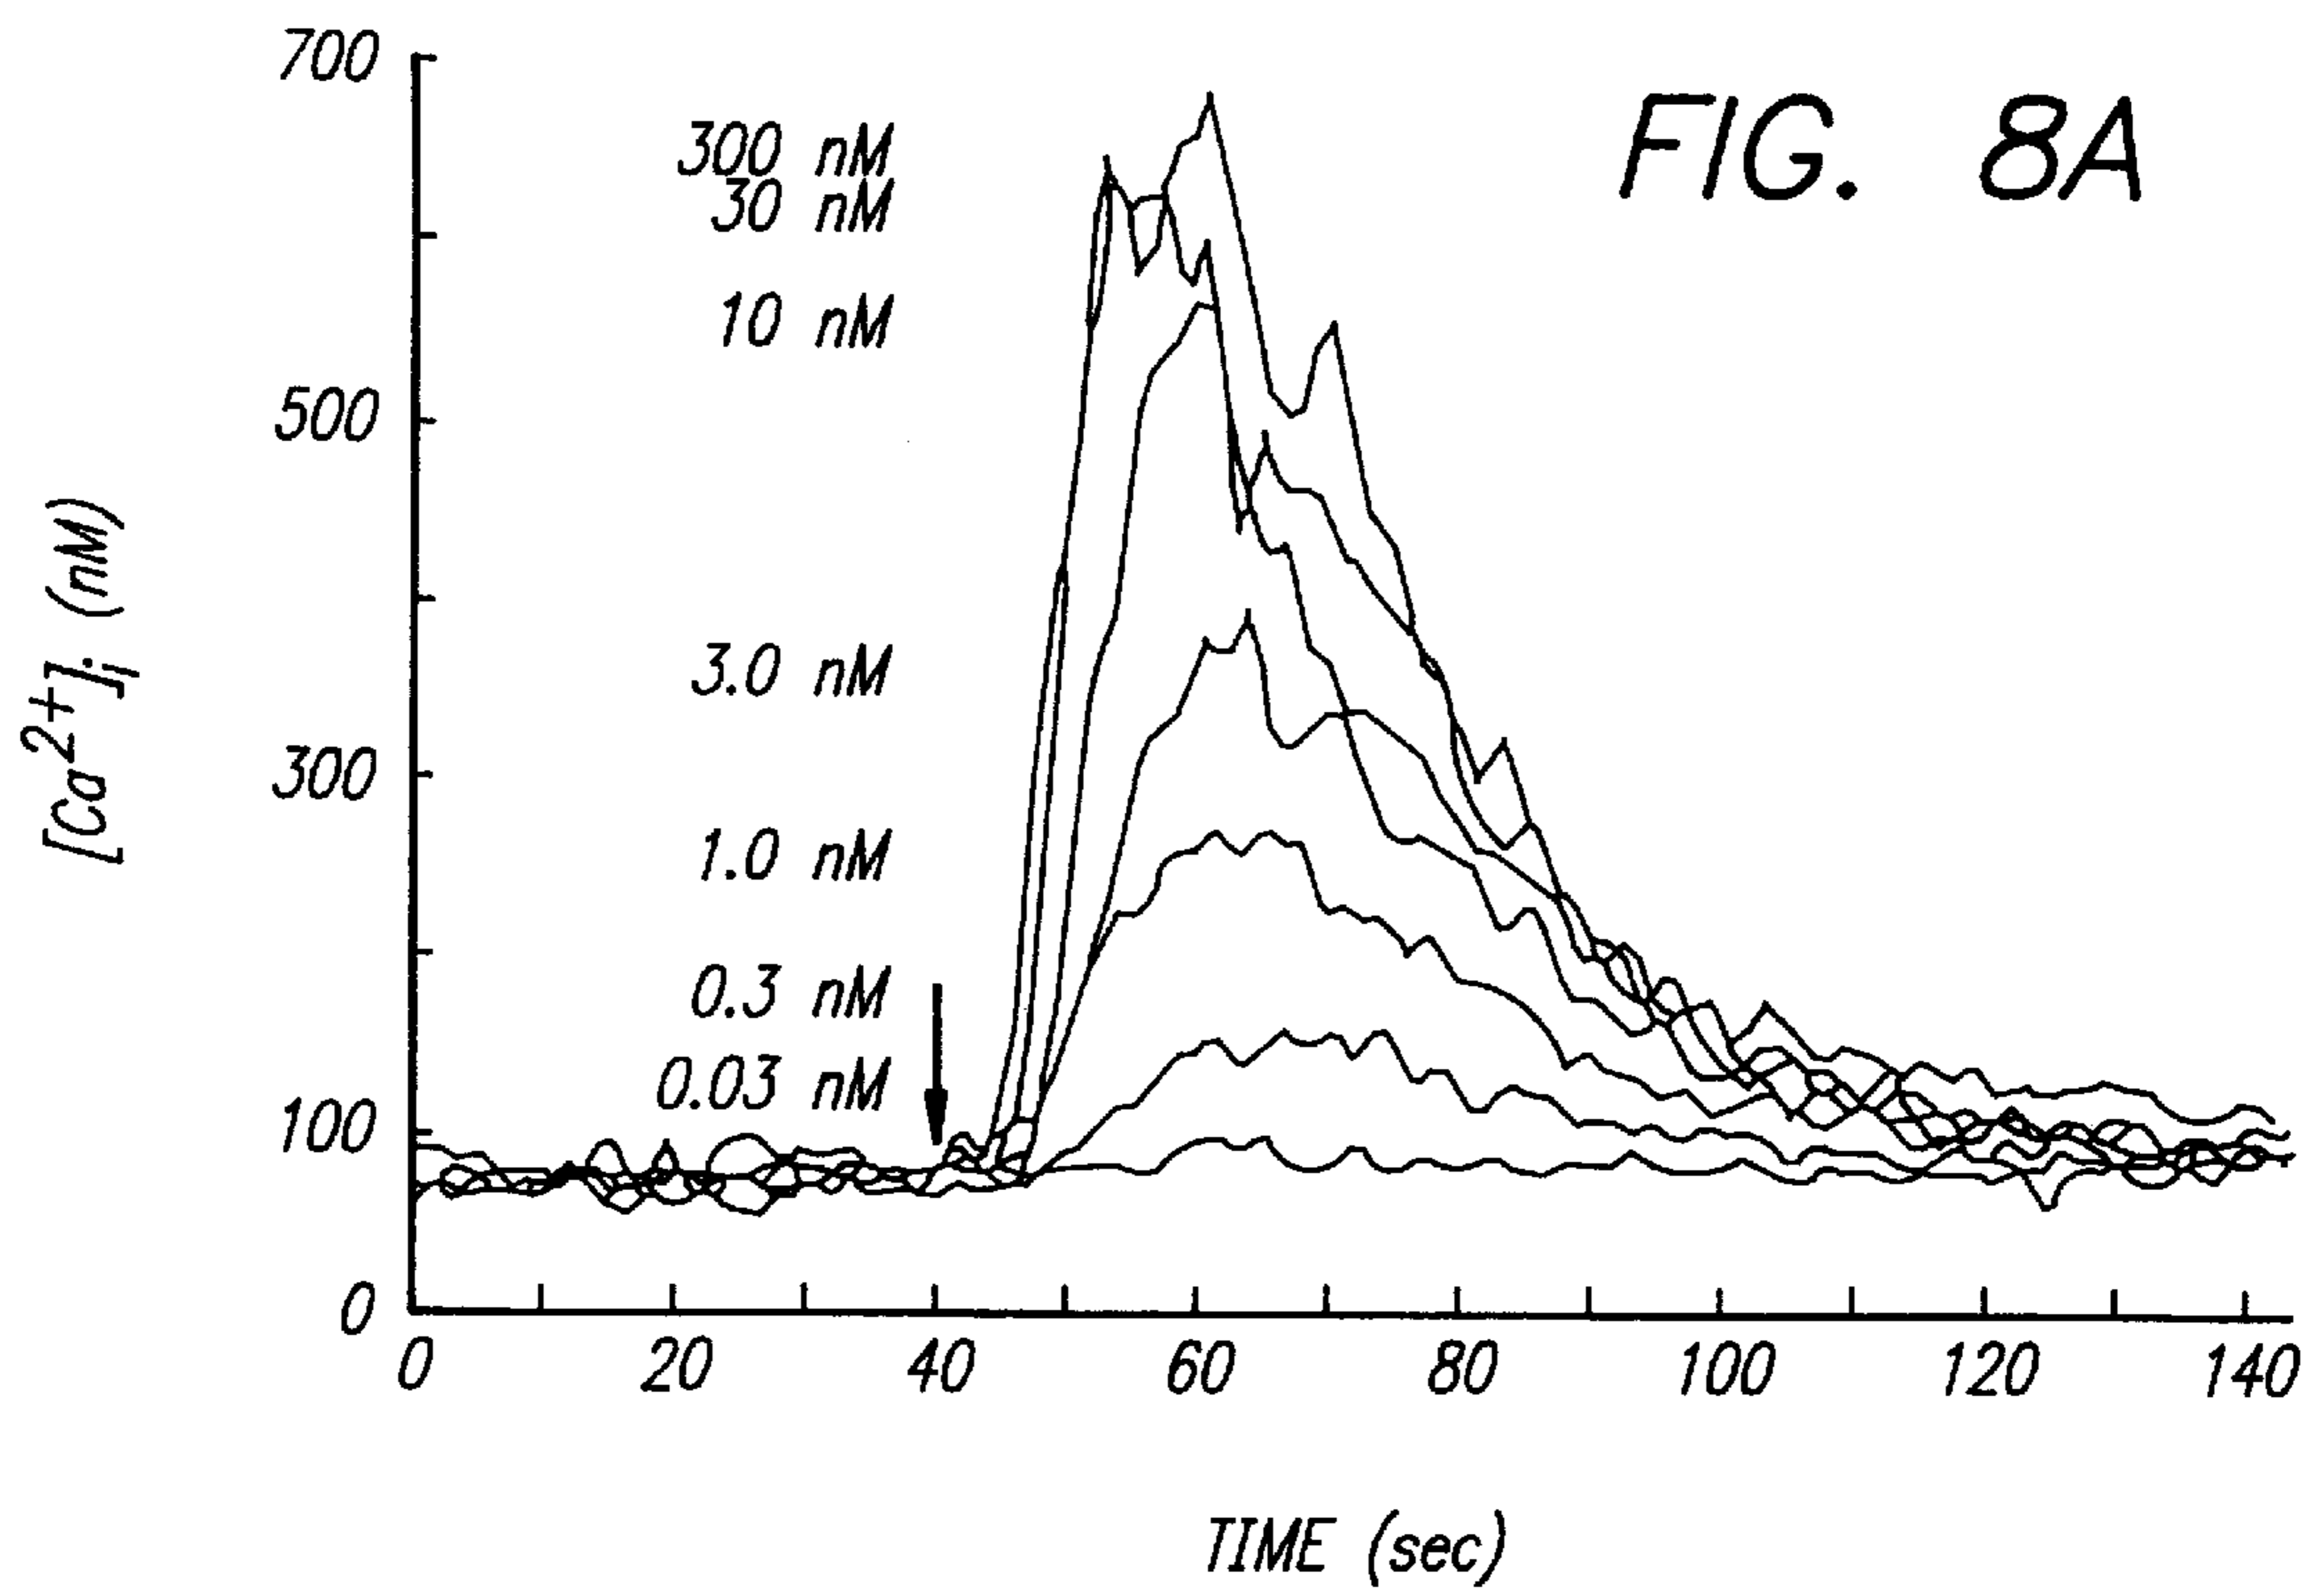 FIG. 8A
700
500
300
100
0
[Ca2+]i (nM)
300 nM
30 nM
10 nM
3.0 nM
1.0 nM
0.3 nM
0.03 nM
0 20 40 60 80 100 120 140
TIME (sec)